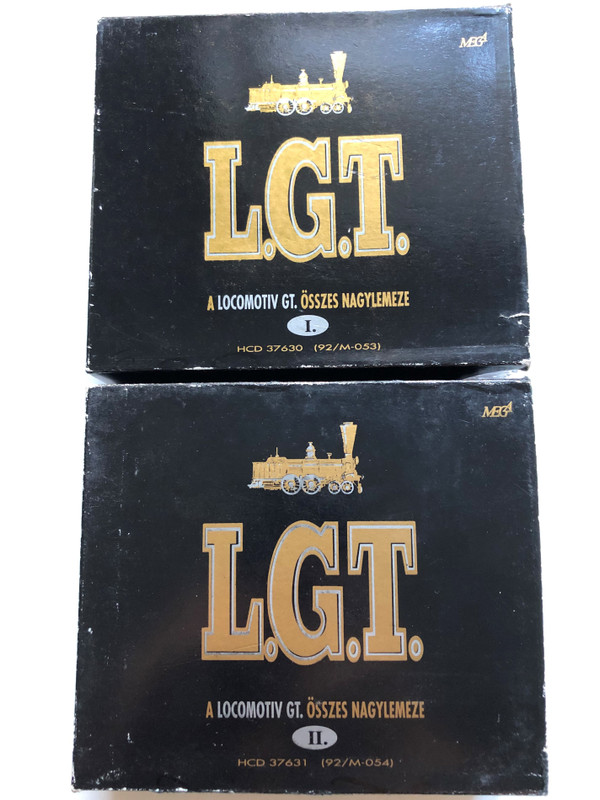 MEGA
L.G.T.
A LOCOMOTIV GT. ÖSSZES NAGYLEMEZE
I.
HCD 37630 (92/M-053)
MEGA
L.G.T.
A LOCOMOTIV GT. ÖSSZES NAGYLEMEZE
II.
HCD 37631 (92/M-054)